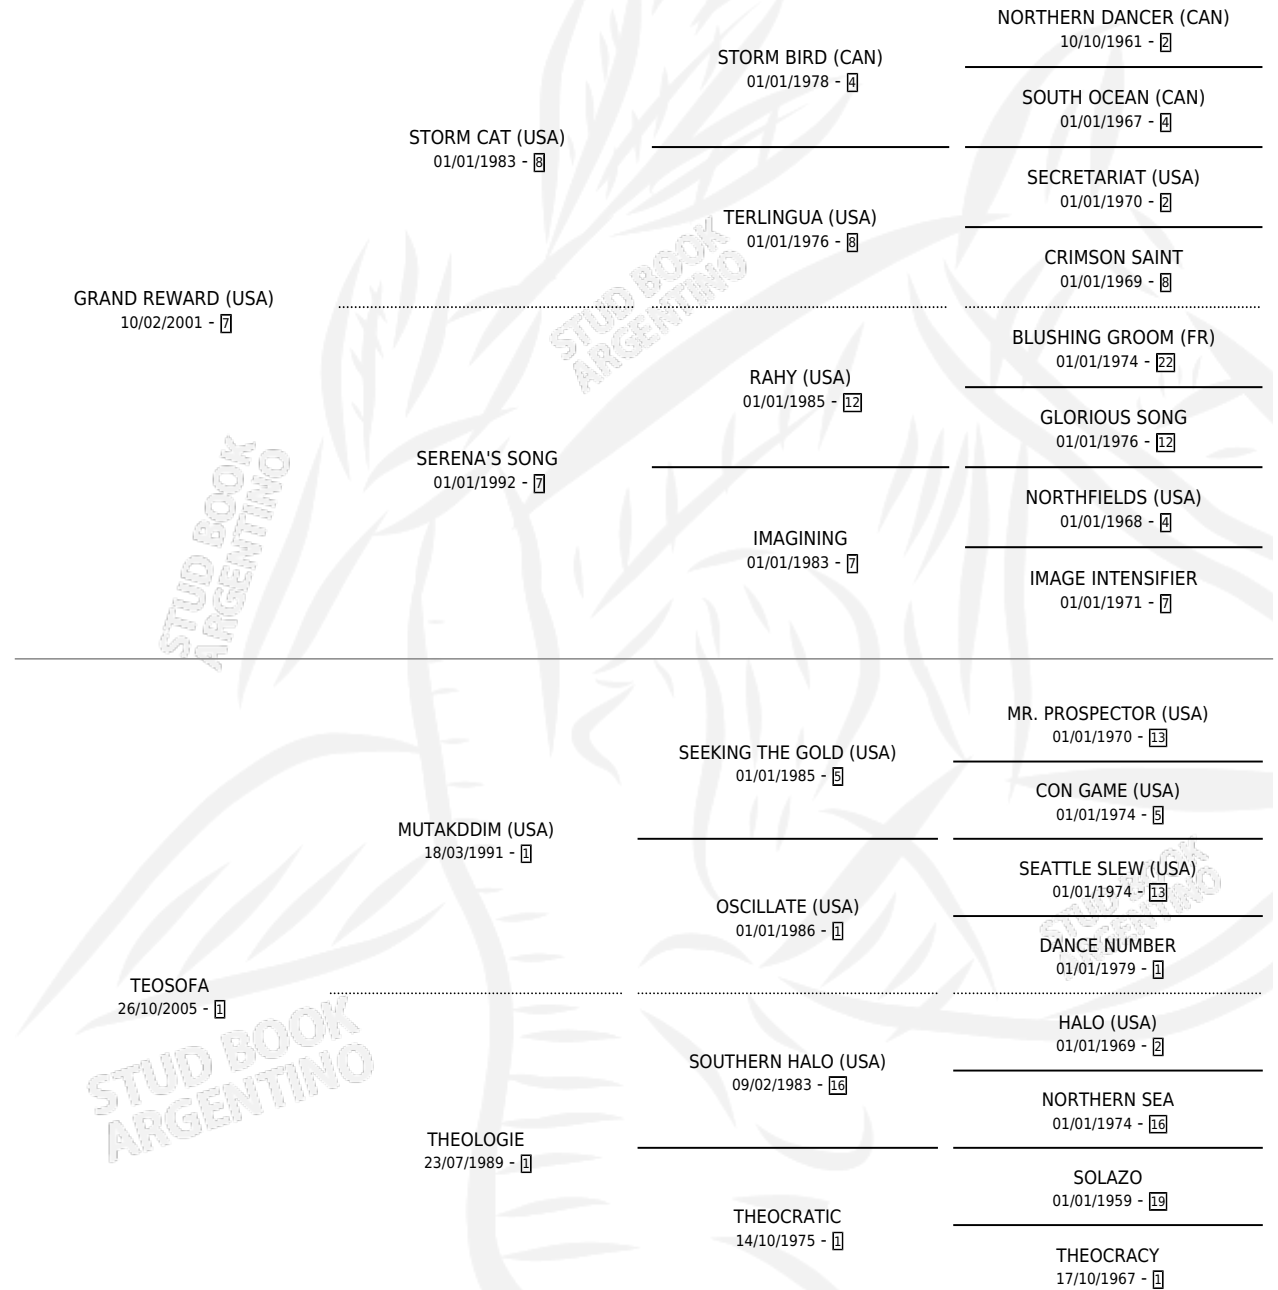 NORTHERN DANCER (CAN)
10/10/1961 - 2
STORM BIRD (CAN)
01/01/1978 - 4
SOUTH OCEAN (CAN)
01/01/1967 - 4
STORM CAT (USA)
01/01/1983 - 8
SECRETARIAT (USA)
01/01/1970 - 2
TERLINGUA (USA)
01/01/1976 - 8
CRIMSON SAINT
01/01/1969 - 8
GRAND REWARD (USA)
10/02/2001 - 7
STUD BOOK
ARGENTINO
BLUSHING GROOM (FR)
01/01/1974 - 22
RAHY (USA)
01/01/1985 - 12
GLORIOUS SONG
01/01/1976 - 12
SERENA'S SONG
01/01/1992 - 7
STUD BOOK
ARGENTINO
NORTHFIELDS (USA)
01/01/1968 - 4
IMAGINING
01/01/1983 - 7
IMAGE INTENSIFIER
01/01/1971 - 7
MR. PROSPECTOR (USA)
01/01/1970 - 13
SEEKING THE GOLD (USA)
01/01/1985 - 5
CON GAME (USA)
01/01/1974 - 5
MUTAKDDIM (USA)
18/03/1991 - 1
SEATTLE SLEW (USA)
01/01/1974 - 13
STUD BOOK
ARGENTINO
OSCILLATE (USA)
01/01/1986 - 1
DANCE NUMBER
01/01/1979 - 1
TEOSOFA
26/10/2005 - 1
STUD BOOK
ARGENTINO
HALO (USA)
01/01/1969 - 2
SOUTHERN HALO (USA)
09/02/1983 - 16
NORTHERN SEA
01/01/1974 - 16
THEOLOGIE
23/07/1989 - 1
SOLAZO
01/01/1959 - 19
THEOCRATIC
14/10/1975 - 1
THEOCRACY
17/10/1967 - 1